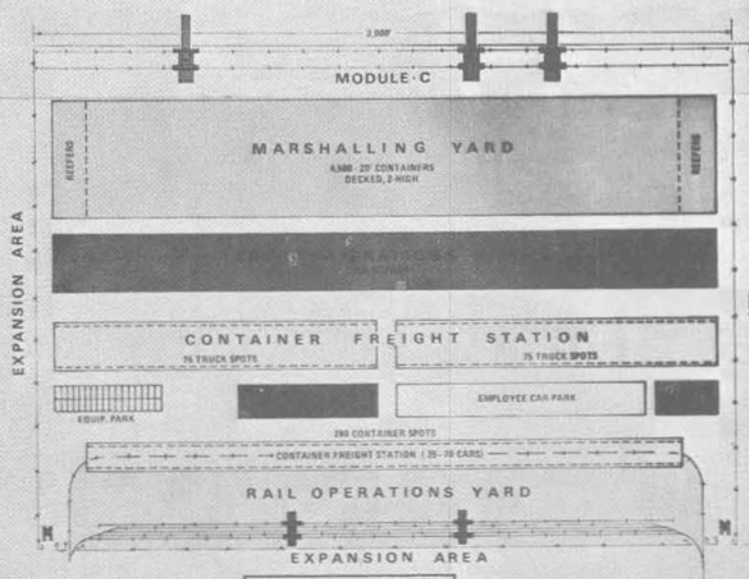 2,000'
MODULE-C
REEFERS
MARSHALLING YARD
4,500 - 20' CONTAINERS
DECKED, 2-HIGH
REEFERS
EXPANSION AREA
OPERATIONS
CONTAINER FREIGHT STATION
75 TRUCK SPOTS
75 TRUCK SPOTS
EQUIP. PARK
EMPLOYEE CAR PARK
280 CONTAINER SPOTS
CONTAINER FREIGHT STATION (35-70 CARS)
RAIL OPERATIONS YARD
EXPANSION AREA